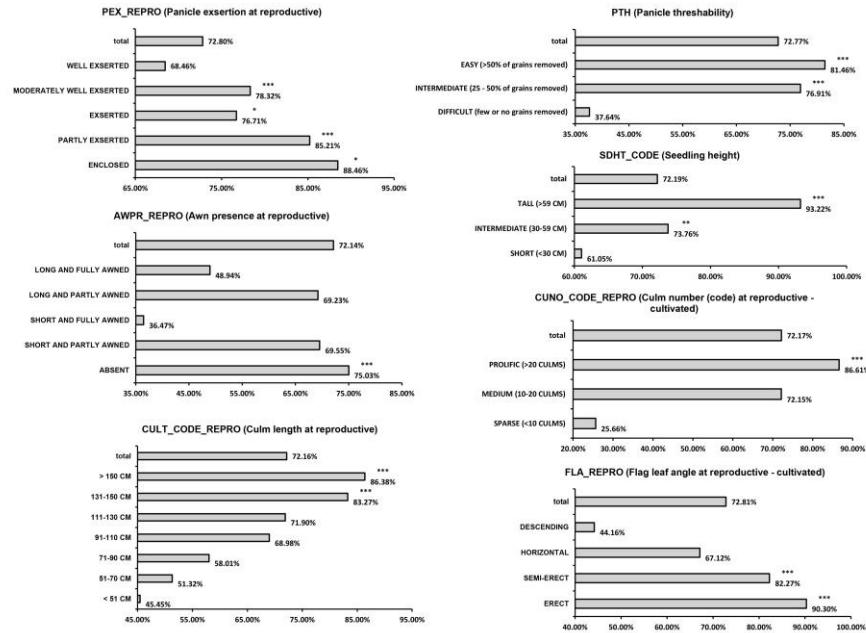 PEX_REPRO (Panicle exsertion at reproductive)
total
72.80%
WELL EXSERTED
68.46%
MODERATELY WELL EXSERTED
***
78.32%
EXSERTED
*
76.71%
PARTLY EXSERTED
***
85.21%
ENCLOSED
*
88.46%
65.00% 70.00% 75.00% 80.00% 85.00% 90.00% 95.00%
AWPR_REPRO (Awn presence at reproductive)
total
72.14%
LONG AND FULLY AWNED
48.94%
LONG AND PARTLY AWNED
69.23%
SHORT AND FULLY AWNED
36.47%
SHORT AND PARTLY AWNED
69.55%
ABSENT
***
75.03%
35.00% 45.00% 55.00% 65.00% 75.00% 85.00%
CULT_CODE_REPRO (Culm length at reproductive)
total
72.16%
> 150 CM
***
86.38%
131-150 CM
***
83.27%
111-130 CM
71.90%
91-110 CM
68.98%
71-90 CM
58.01%
51-70 CM
51.32%
< 51 CM
45.45%
45.00% 55.00% 65.00% 75.00% 85.00% 95.00%
PTH (Panicle threshability)
total
72.77%
EASY (>50% of grains removed)
***
81.46%
INTERMEDIATE (25 - 50% of grains removed)
***
76.91%
DIFFICULT (few or no grains removed)
37.64%
35.00% 45.00% 55.00% 65.00% 75.00% 85.00%
SDHT_CODE (Seedling height)
total
72.19%
TALL (>59 CM)
***
93.22%
INTERMEDIATE (30-59 CM)
**
73.76%
SHORT (<30 CM)
61.05%
60.00% 70.00% 80.00% 90.00% 100.00%
CUNO_CODE_REPRO (Culm number (code) at reproductive -
cultivated)
total
72.17%
PROLIFIC (>20 CULMS)
***
86.61%
MEDIUM (10-20 CULMS)
72.15%
SPARSE (<10 CULMS)
25.66%
20.00% 30.00% 40.00% 50.00% 60.00% 70.00% 80.00% 90.00%
FLA_REPRO (Flag leaf angle at reproductive - cultivated)
total
72.81%
DESCENDING
44.16%
HORIZONTAL
67.12%
SEMI-ERECT
***
82.27%
ERECT
***
90.30%
40.00% 50.00% 60.00% 70.00% 80.00% 90.00% 100.00%